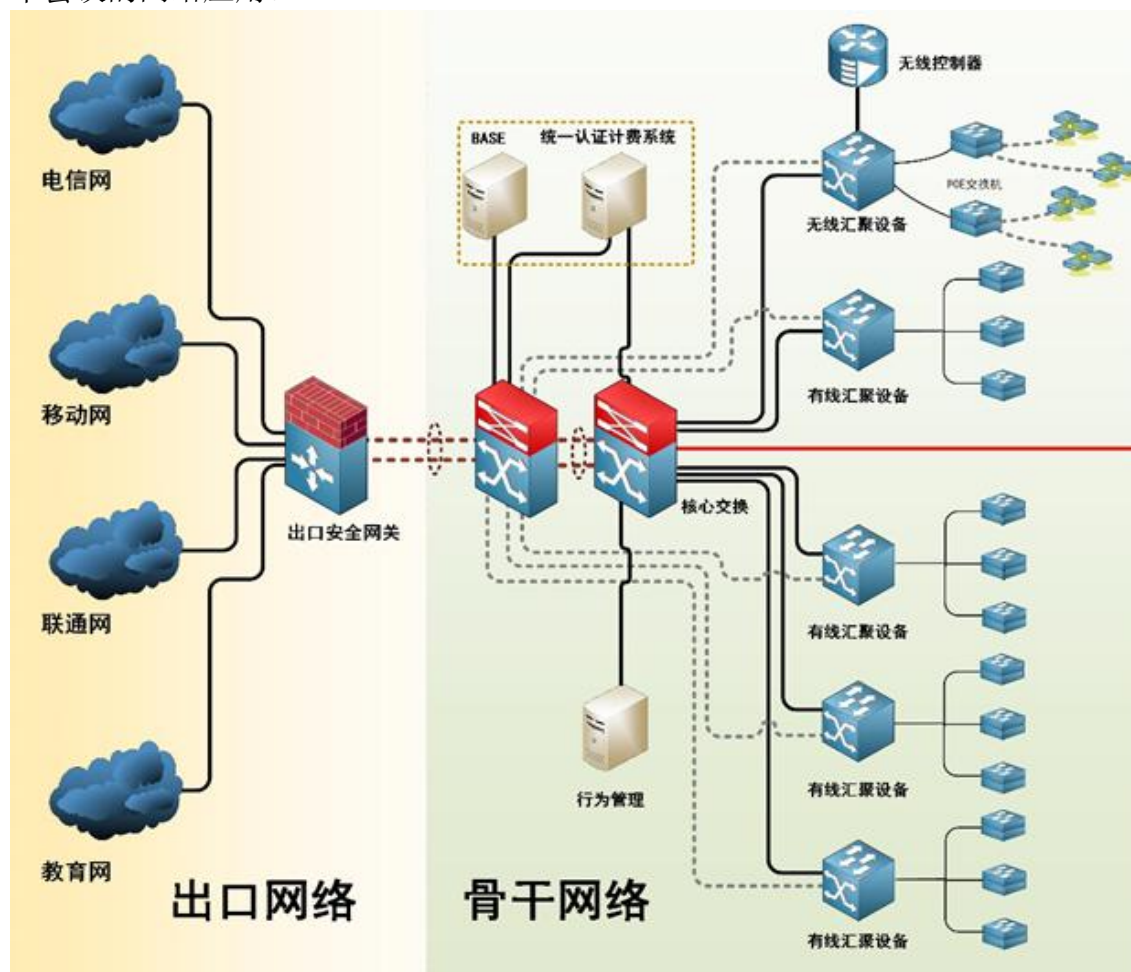 无线控制器
BASE
统一认证计费系统
电信网
POE交换机
无线汇聚设备
移动网
有线汇聚设备
出口安全网关
核心交换
联通网
有线汇聚设备
行为管理
有线汇聚设备
教育网
出口网络
骨干网络
有线汇聚设备